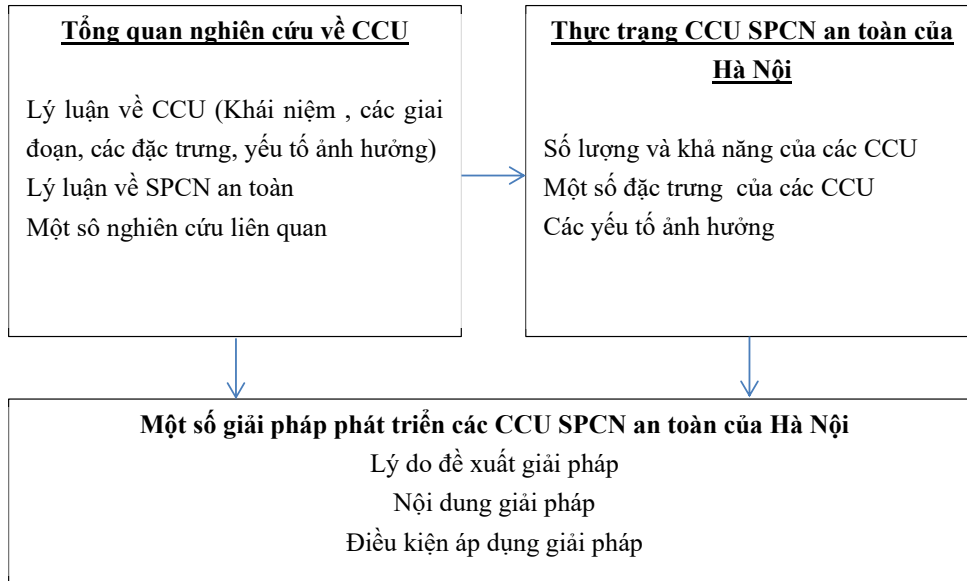 Tổng quan nghiên cứu về CCU
Lý luận về CCU (Khái niệm , các giai
đoạn, các đặc trưng, yếu tố ảnh hưởng)
Lý luận về SPCN an toàn
Một sô nghiên cứu liên quan
Thực trạng CCU SPCN an toàn của
Hà Nội
Số lượng và khả năng của các CCU
Một số đặc trưng của các CCU
Các yếu tố ảnh hưởng
Một số giải pháp phát triển các CCU SPCN an toàn của Hà Nội
Lý do đề xuất giải pháp
Nội dung giải pháp
Điều kiện áp dụng giải pháp